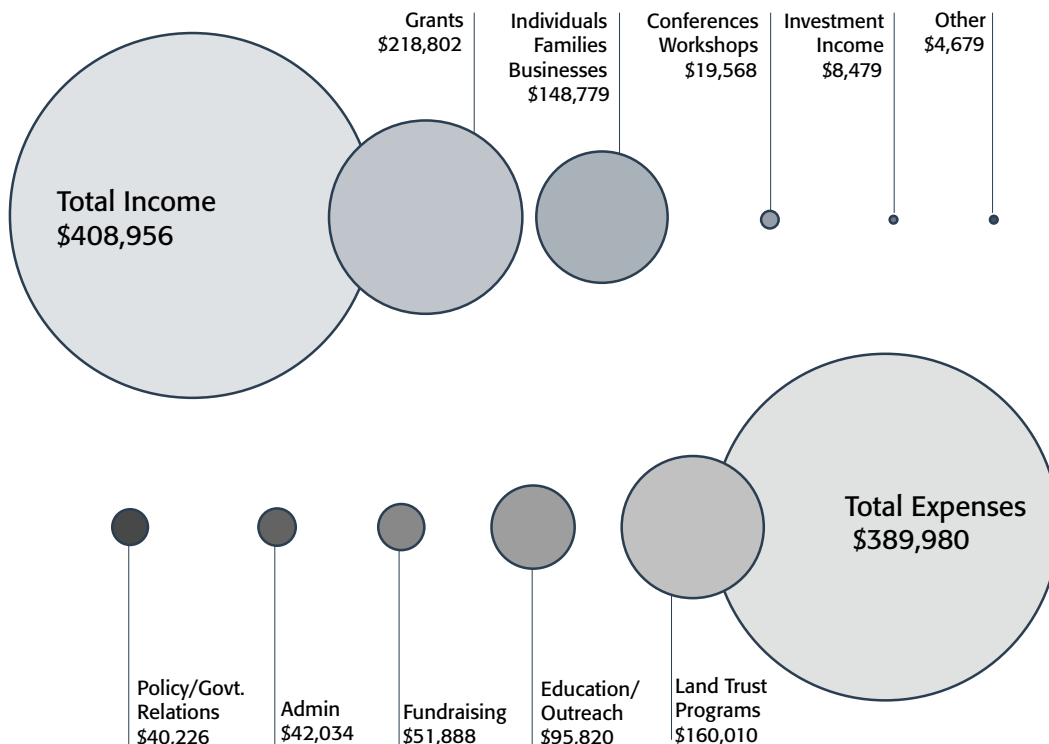 Grants
$218,802
Individuals
Families
Businesses
$148,779
Conferences
Workshops
$19,568
Investment
Income
$8,479
Other
$4,679
Total Income
$408,956
Total Expenses
$389,980
Policy/Govt.
Relations
$40,226
Admin
$42,034
Fundraising
$51,888
Education/
Outreach
$95,820
Land Trust
Programs
$160,010